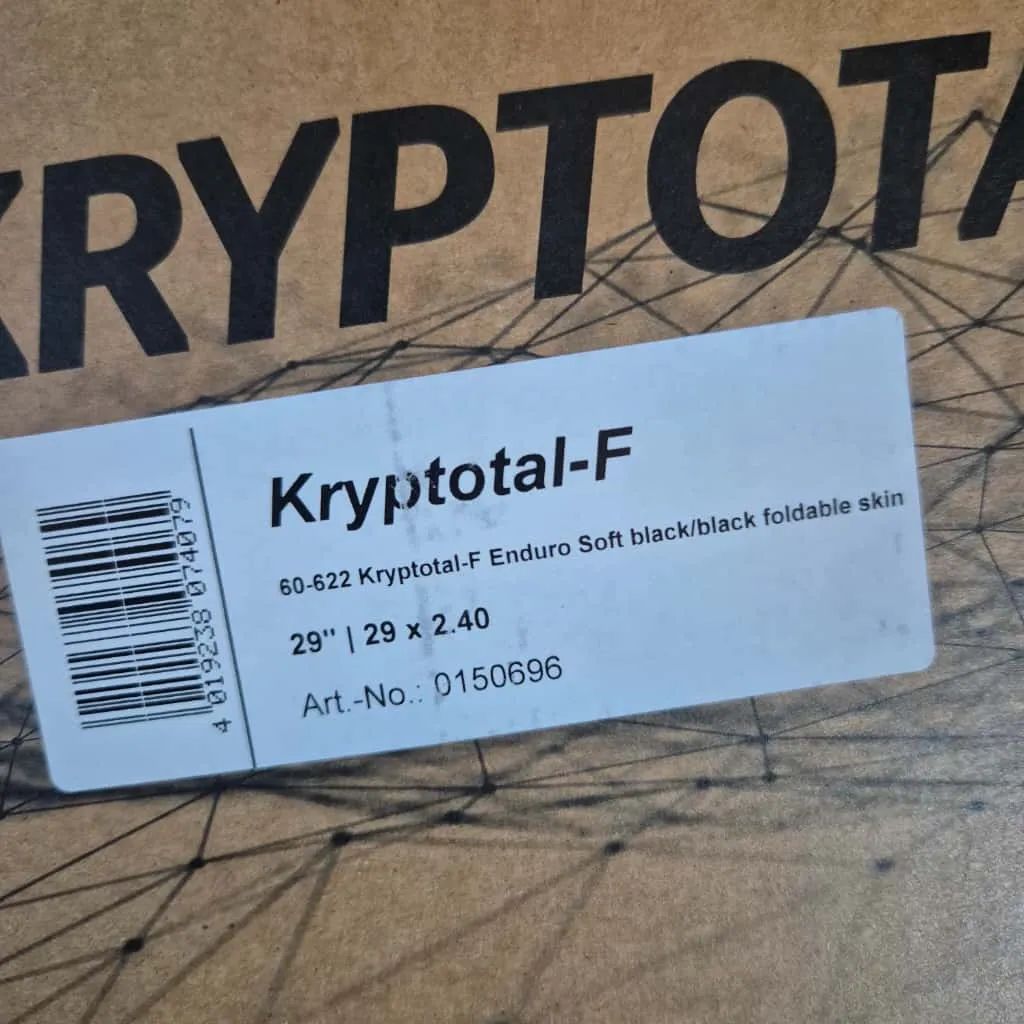 KRYPTOTA
Kryptotal-F
60-622 Kryptotal-F Enduro Soft black/black foldable skin
29" | 29 x 2.40
Art.-No.: 0150696
4 019238 074079